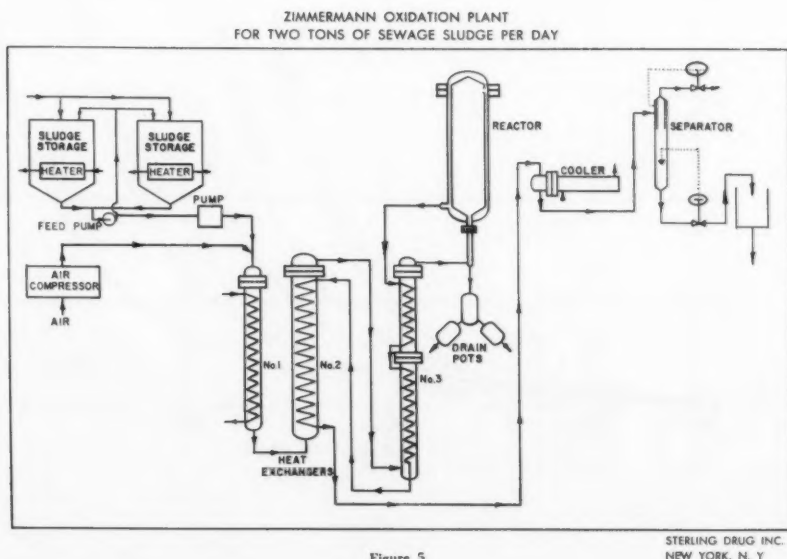 ZIMMERMANN OXIDATION PLANT
FOR TWO TONS OF SEWAGE SLUDGE PER DAY
SLUDGE
STORAGE
HEATER
SLUDGE
STORAGE
HEATER
FEED PUMP
PUMP
AIR
COMPRESSOR
AIR
No.1
No.2
HEAT
EXCHANGERS
No.3
REACTOR
DRAIN
POTS
COOLER
SEPARATOR
Figure 5
STERLING DRUG INC.
NEW YORK, N. Y